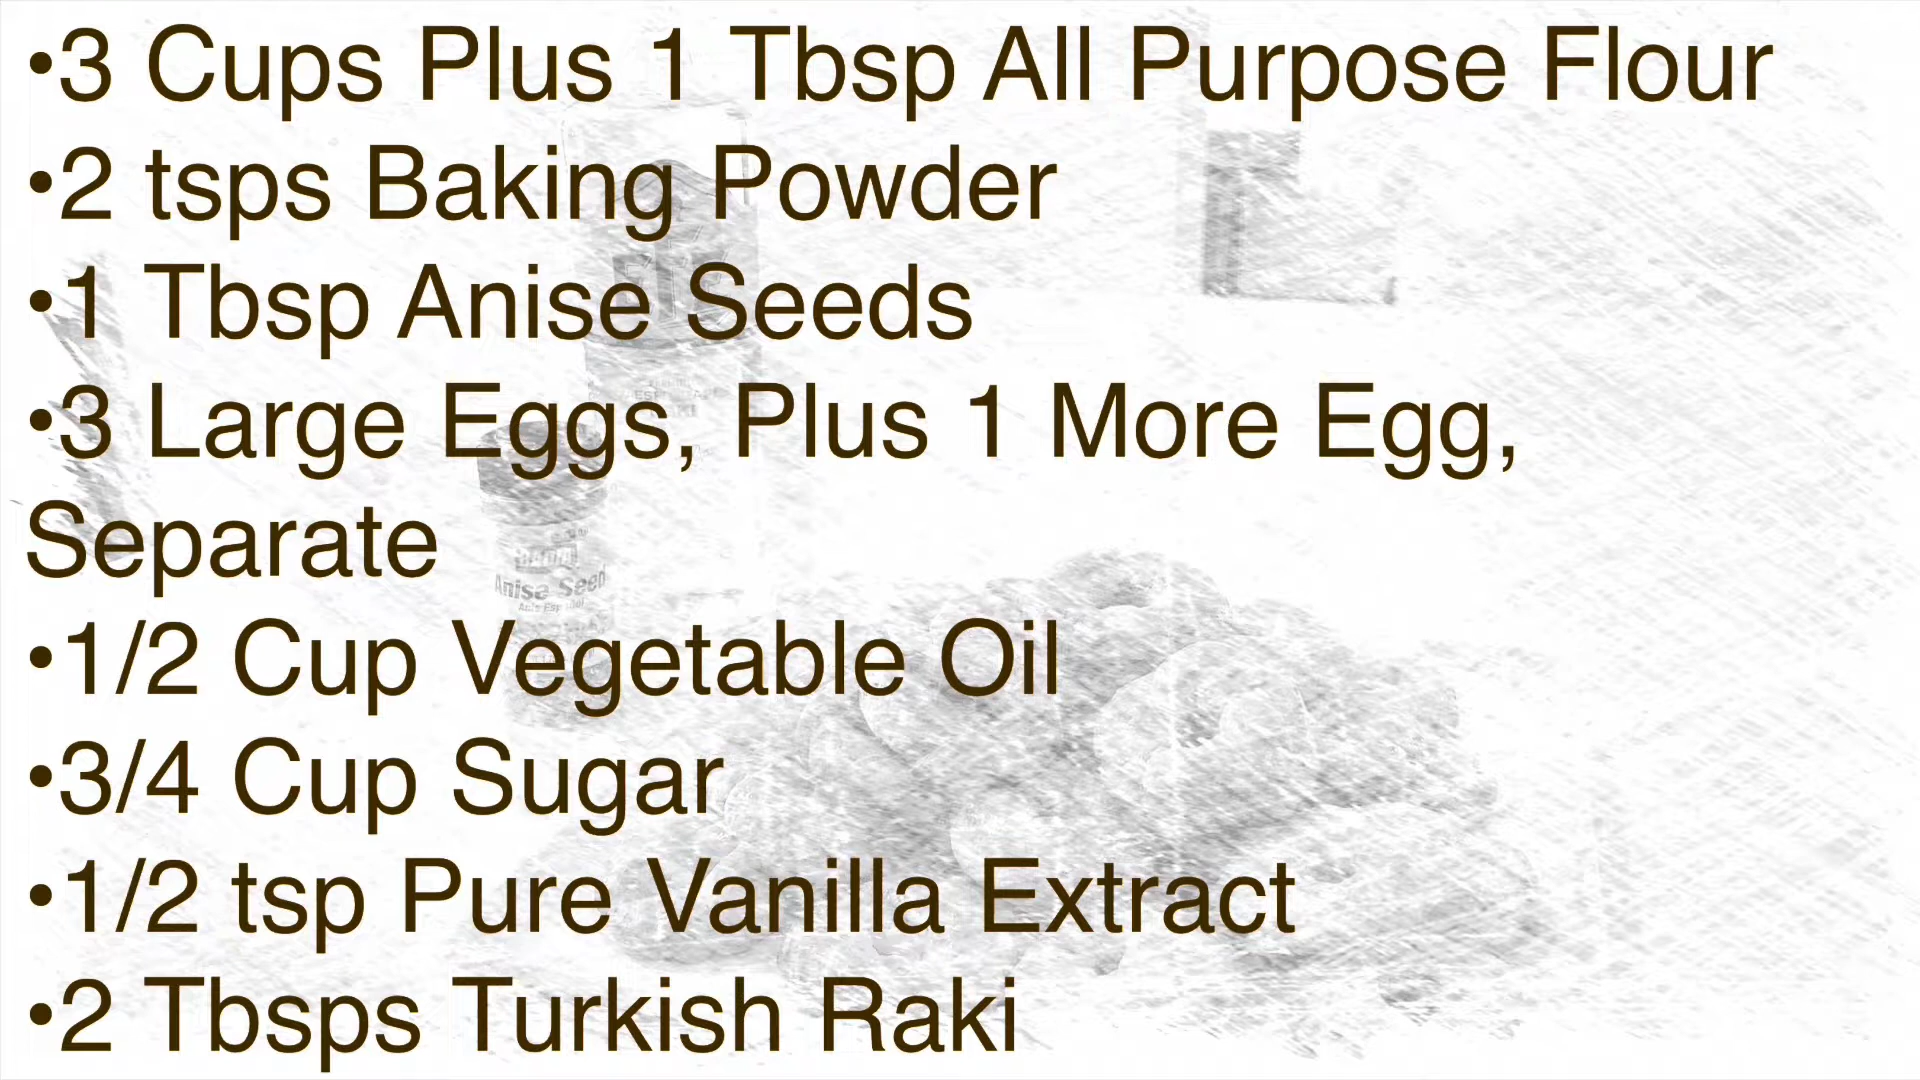 •3 Cups Plus 1 Tbsp All Purpose Flour
•2 tsps Baking Powder
•1 Tbsp Anise Seeds
•3 Large Eggs, Plus 1 More Egg,
Separate
Anise Seed
•1/2 Cup Vegetable Oil
•3/4 Cup Sugar
•1/2 tsp Pure Vanilla Extract
•2 Tbsps Turkish Raki